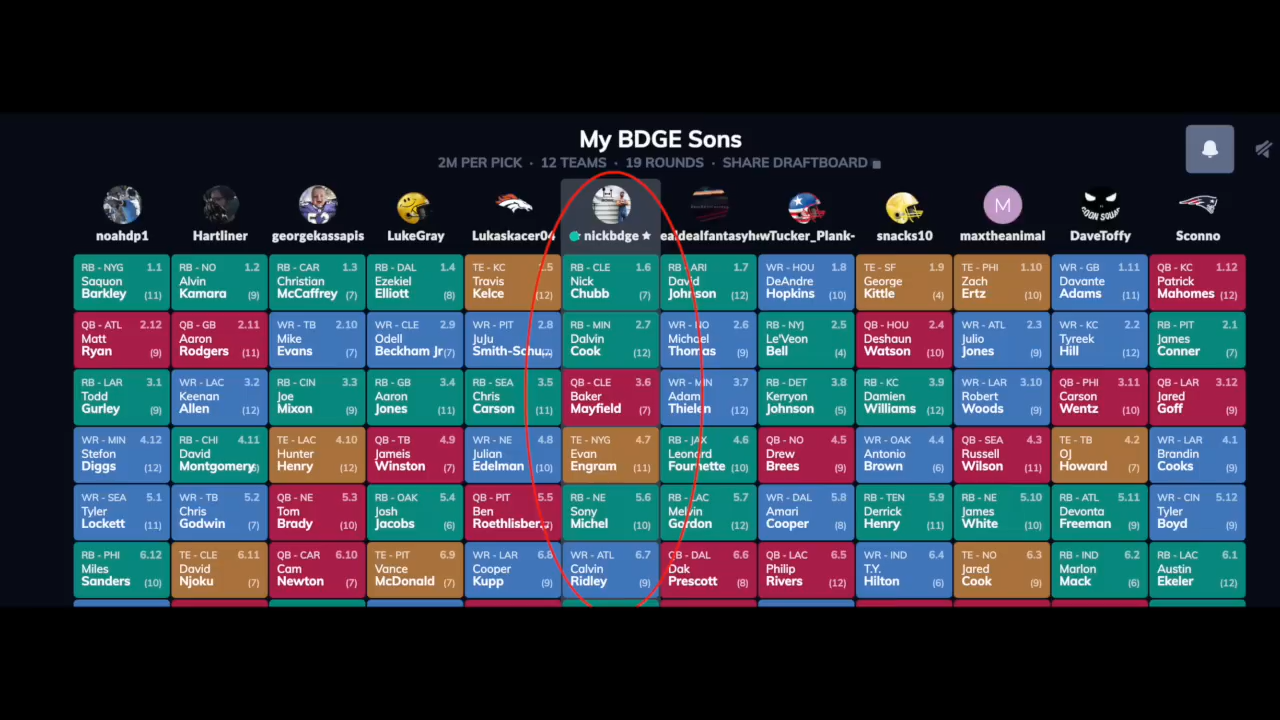 My BDGE Sons
2M PER PICK · 12 TEAMS · 19 ROUNDS · SHARE DRAFTBOARD
M
noahdp1 Hartliner georgekassapis LukeGray Lukaskacer04 nickbdge ealdealfantasyh wTucker_Plank- snacks10 maxtheanimal DaveToffy Sconno
RB - NYG 1.1 RB - NO 1.2 RB - CAR 1.3 RB - DAL 1.4 TE - KC 1.5 RB - CLE 1.6 RB - ARI 1.7 WR - HOU 1.8 TE - SF 1.9 TE - PHI 1.10 WR - GB 1.11 QB - KC 1.12
Saquon Alvin Christian Ezekiel Travis Nick David DeAndre George Zach Davante Patrick
Barkley (11) Kamara (9) McCaffrey (7) Elliott (8) Kelce (12) Chubb (7) Johnson (12) Hopkins (10) Kittle (4) Ertz (10) Adams (11) Mahomes (12)
QB - ATL 2.12 QB - GB 2.11 WR - TB 2.10 WR - CLE 2.9 WR - PIT 2.8 RB - MIN 2.7 WR - NO 2.6 RB - NYJ 2.5 QB - HOU 2.4 WR - ATL 2.3 WR - KC 2.2 RB - PIT 2.1
Matt Aaron Mike Odell JuJu Dalvin Michael Le'Veon Deshaun Julio Tyreek James
Ryan (9) Rodgers (11) Evans (7) Beckham Jr (7) Smith-Schu... Cook (12) Thomas (9) Bell (4) Watson (10) Jones (9) Hill (12) Conner (7)
RB - LAR 3.1 WR - LAC 3.2 RB - CIN 3.3 RB - GB 3.4 RB - SEA 3.5 QB - CLE 3.6 WR - MIN 3.7 RB - DET 3.8 RB - KC 3.9 WR - LAR 3.10 QB - PHI 3.11 QB - LAR 3.12
Todd Keenan Joe Aaron Chris Baker Adam Kerryon Damien Robert Carson Jared
Gurley (9) Allen (12) Mixon (9) Jones (11) Carson (11) Mayfield (7) Thielen (12) Johnson (5) Williams (12) Woods (9) Wentz (10) Goff (9)
WR - MIN 4.12 RB - CHI 4.11 TE - LAC 4.10 QB - TB 4.9 WR - NE 4.8 TE - NYG 4.7 RB - JAX 4.6 QB - NO 4.5 WR - OAK 4.4 QB - SEA 4.3 TE - TB 4.2 WR - LAR 4.1
Stefon David Hunter Jameis Julian Evan Leonard Drew Antonio Russell OJ Brandin
Diggs (12) Montgomery Henry (12) Winston (7) Edelman (10) Engram (11) Fournette (10) Brees (9) Brown (6) Wilson (11) Howard (7) Cooks (9)
WR - SEA 5.1 WR - TB 5.2 QB - NE 5.3 RB - OAK 5.4 QB - PIT 5.5 RB - NE 5.6 RB - LAC 5.7 WR - DAL 5.8 RB - TEN 5.9 RB - NE 5.10 RB - ATL 5.11 WR - CIN 5.12
Tyler Chris Tom Josh Ben Sony Melvin Amari Derrick James Devonta Tyler
Lockett (11) Godwin (7) Brady (10) Jacobs (6) Roethlisber... Michel (10) Gordon (12) Cooper (8) Henry (11) White (10) Freeman (9) Boyd (9)
RB - PHI 6.12 TE - CLE 6.11 QB - CAR 6.10 TE - PIT 6.9 WR - LAR 6.8 WR - ATL 6.7 QB - DAL 6.6 QB - LAC 6.5 WR - IND 6.4 TE - NO 6.3 RB - IND 6.2 RB - LAC 6.1
Miles David Cam Vance Cooper Calvin Dak Philip T.Y. Jared Marlon Austin
Sanders (10) Njoku (7) Newton (7) McDonald (7) Kupp (9) Ridley (9) Prescott (8) Rivers (12) Hilton (6) Cook (9) Mack (6) Ekeler (12)